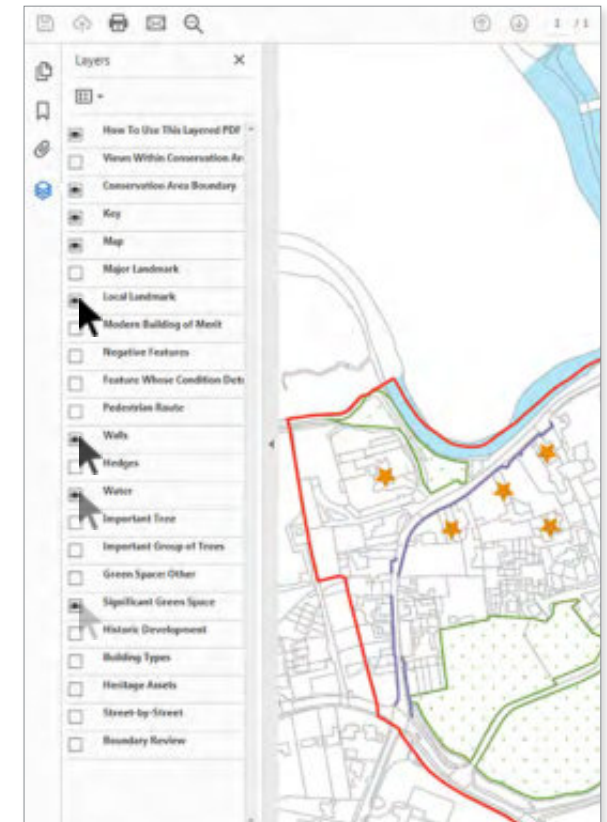 1 / 1
Layers
How To Use This Layered PDF
Views Within Conservation Ar
Conservation Area Boundary
Key
Map
Major Landmark
Local Landmark
Modern Building of Merit
Negative Features
Feature Whose Condition Detr
Pedestrian Route
Walls
Hedges
Water
Important Tree
Important Group of Trees
Green Space: Other
Significant Green Space
Historic Development
Building Types
Heritage Assets
Street-by-Street
Boundary Review